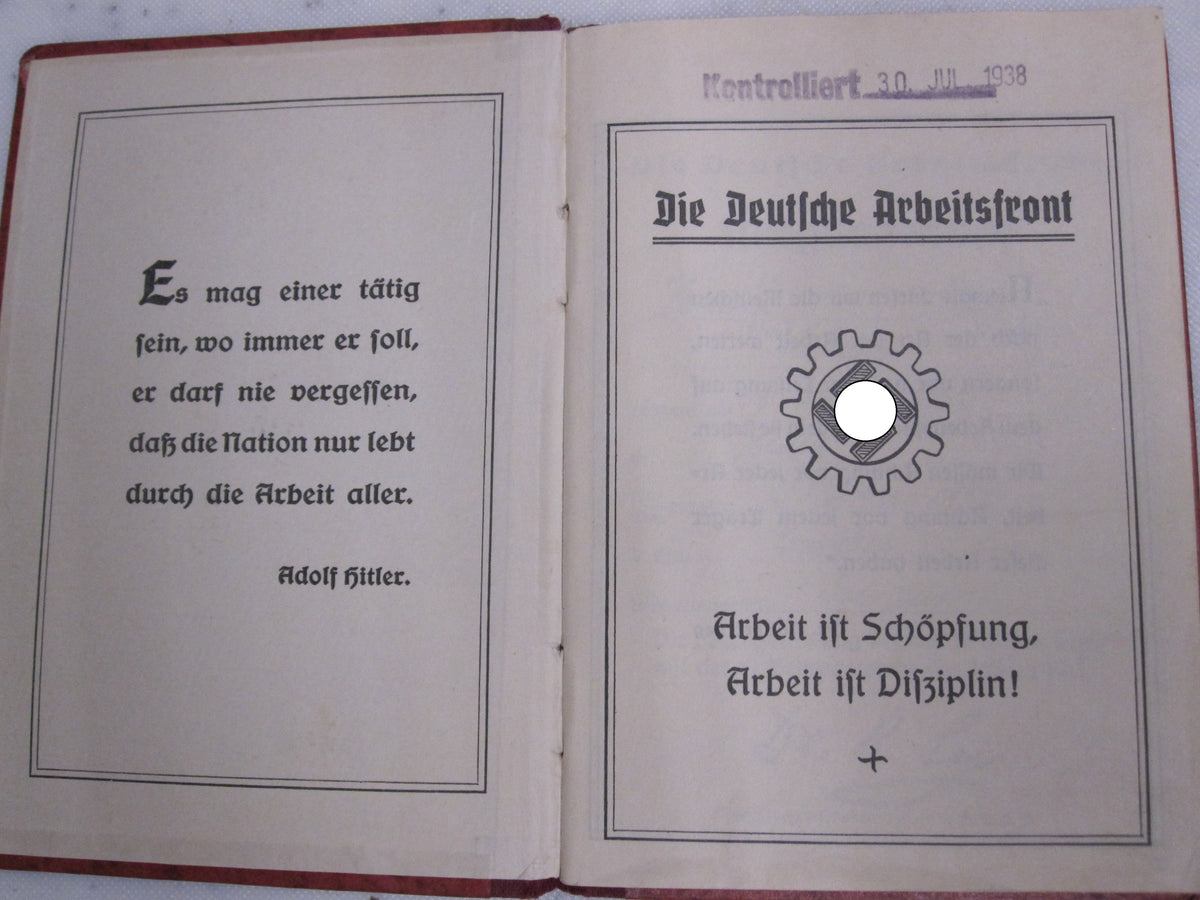 Es mag einer tätig
sein, wo immer er soll,
er darf nie vergessen,
daß die Nation nur lebt
durch die Arbeit aller.
Adolf Hitler.
Kontrolliert 30. JUL. 1938
Die Deutsche Arbeitsfront
Arbeit ist Schöpfung,
Arbeit ist Disziplin!